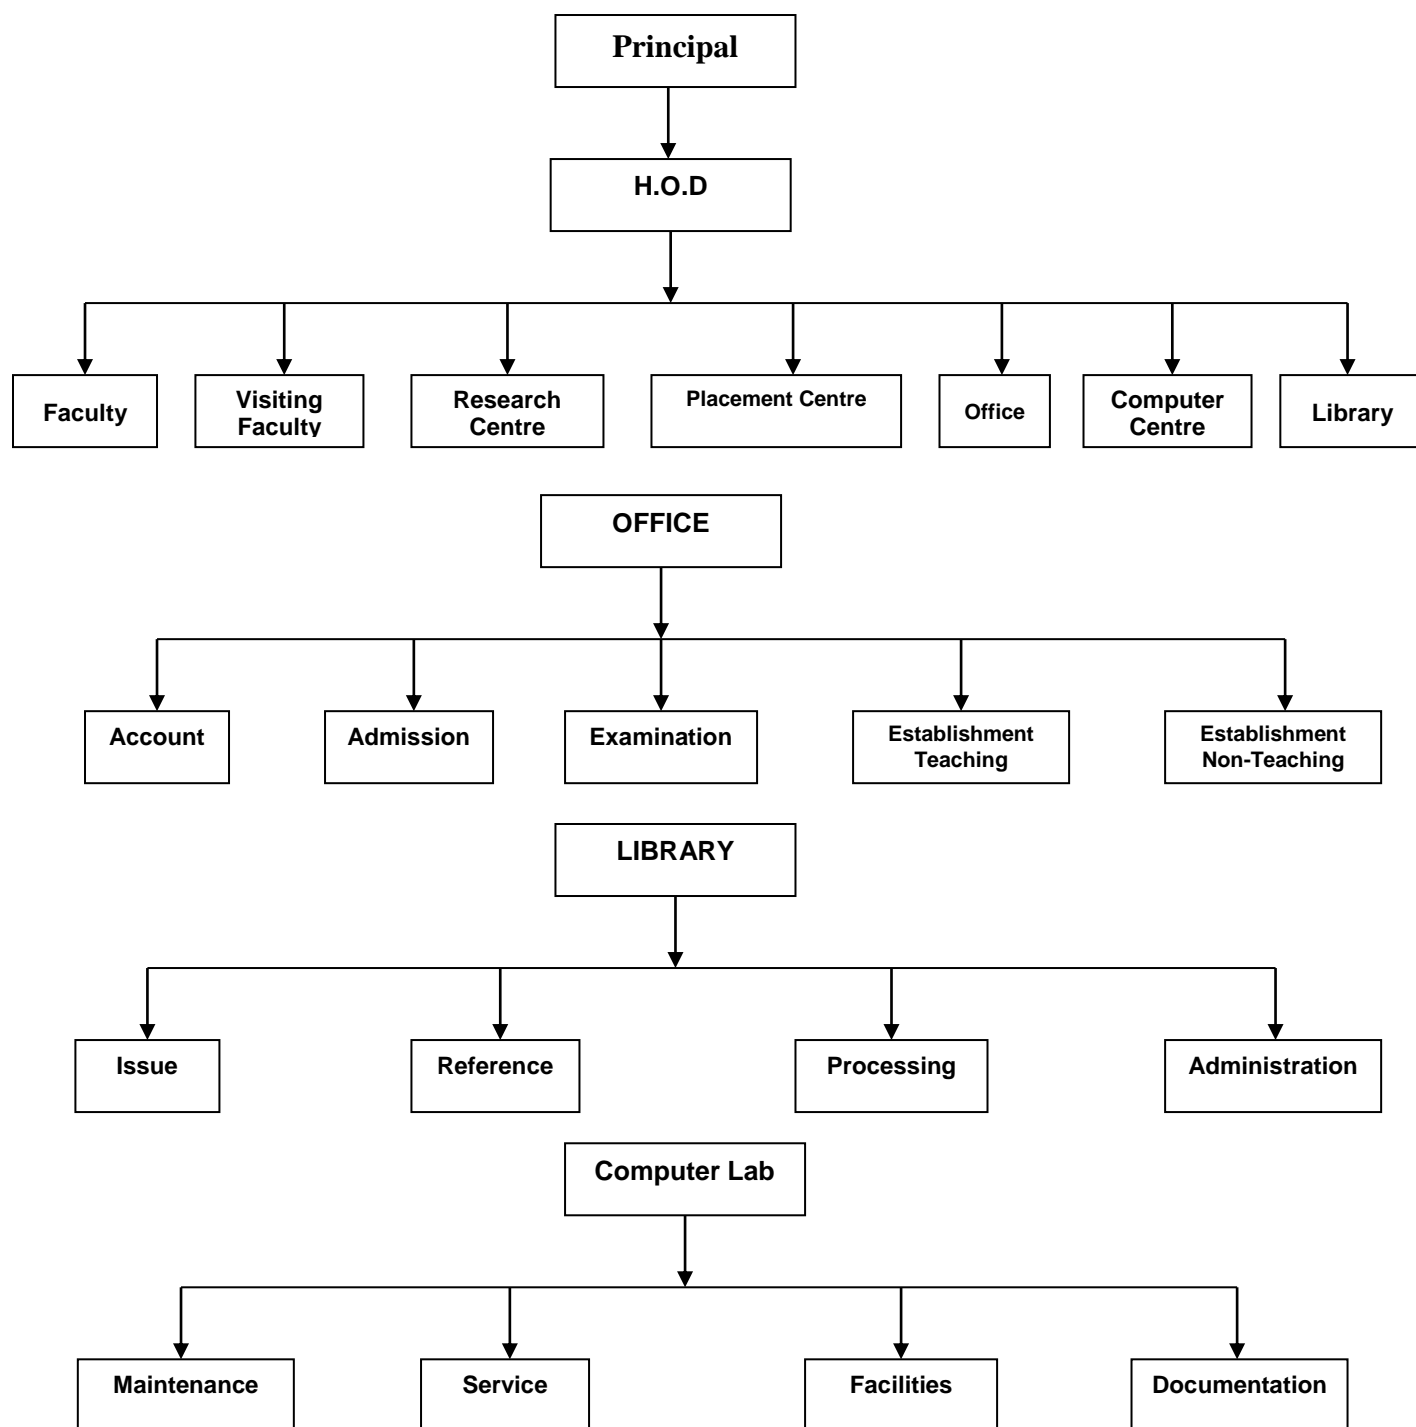 Principal
H.O.D
Faculty
Visiting
Faculty
Research
Centre
Placement Centre
Office
Computer
Centre
Library
OFFICE
Account
Admission
Examination
Establishment
Teaching
Establishment
Non-Teaching
LIBRARY
Issue
Reference
Processing
Administration
Computer Lab
Maintenance
Service
Facilities
Documentation